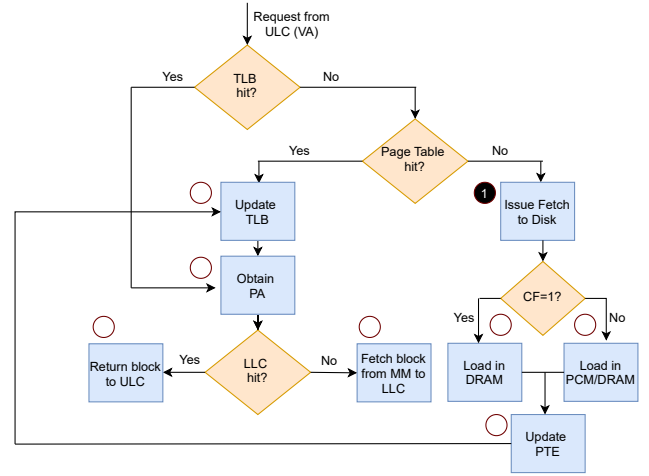 Request from
ULC (VA)
TLB
hit?
Yes
No
Page Table
hit?
Yes
No
Update
TLB
1
Issue Fetch
to Disk
Obtain
PA
CF=1?
Yes
No
Return block
to ULC
Yes
LLC
hit?
No
Fetch block
from MM to
LLC
Load in
DRAM
Load in
PCM/DRAM
Update
PTE